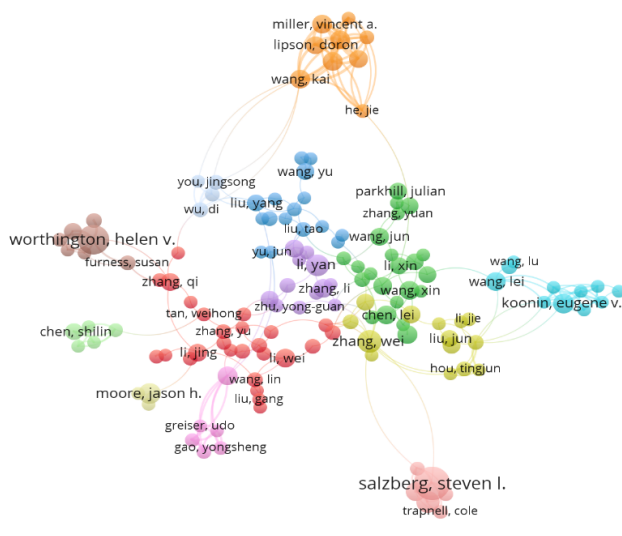 miller, vincent a.
lipson, doron
wang, kai
he, jie
wang, yu
you, jingsong
parkhill, julian
liu, yang
wu, di
zhang, yuan
liu, tao
wang, jun
worthington, helen v.
yu, jun
li, yan
li, xin
wang, lu
furness, susan
zhang, qi
zhang, li
wang, xin
wang, lei
zhu, yong-guan
koonin, eugene v.
tan, weihong
chen, lei
li, jie
chen, shilin
zhang, yu
zhang, wei
liu, jun
li, jing
li, wei
hou, tingjun
wang, lin
moore, jason h.
liu, gang
greiser, udo
gao, yongsheng
salzberg, steven l.
trapnell, cole